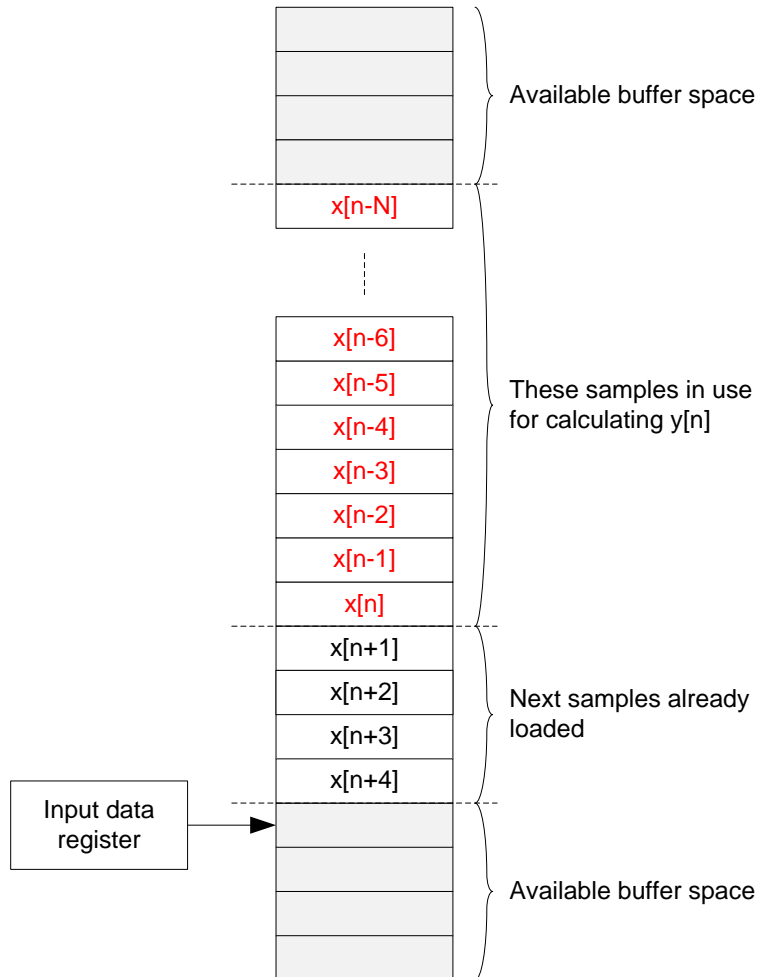 Available buffer space
x[n-N]
x[n-6]
x[n-5]
These samples in use
for calculating y[n]
x[n-4]
x[n-3]
x[n-2]
x[n-1]
x[n]
x[n+1]
x[n+2]
Next samples already
loaded
x[n+3]
x[n+4]
Input data
register
Available buffer space